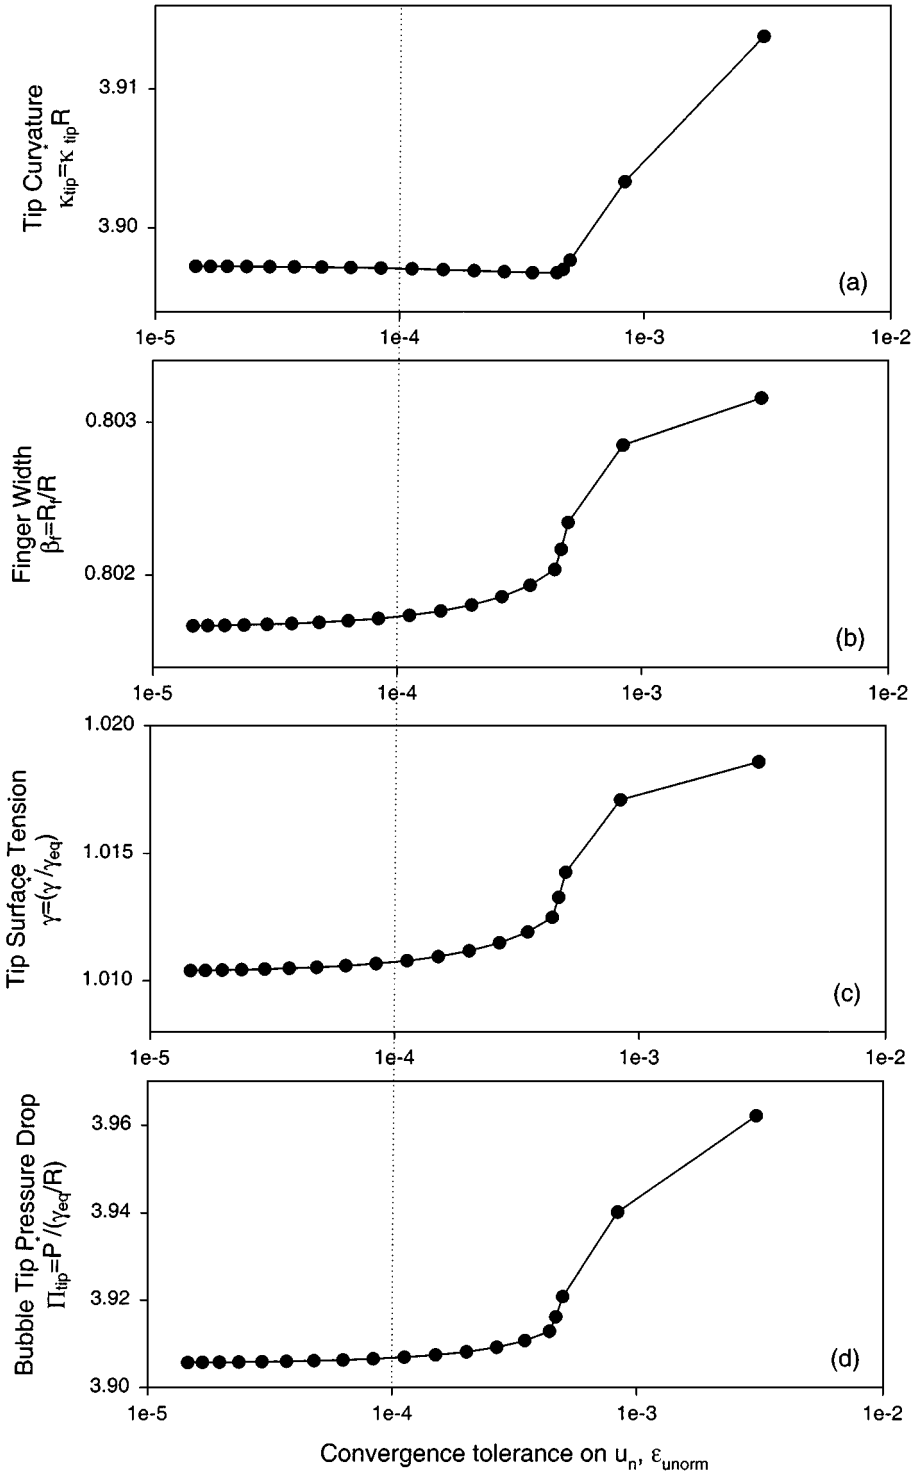 3.91
3.90
Tip Curvature
κtip=κ*tipR
(a)
1e-5 1e-4 1e-3 1e-2
0.803
0.802
Finger Width
βf=Rf/R
(b)
1e-5 1e-4 1e-3 1e-2
1.020
1.015
1.010
Tip Surface Tension
γ=(γ*/γeq)
(c)
1e-5 1e-4 1e-3 1e-2
3.96
3.94
3.92
3.90
Bubble Tip Pressure Drop
Πtip=P*/(γeq/R)
(d)
1e-5 1e-4 1e-3 1e-2
Convergence tolerance on un, εunorm